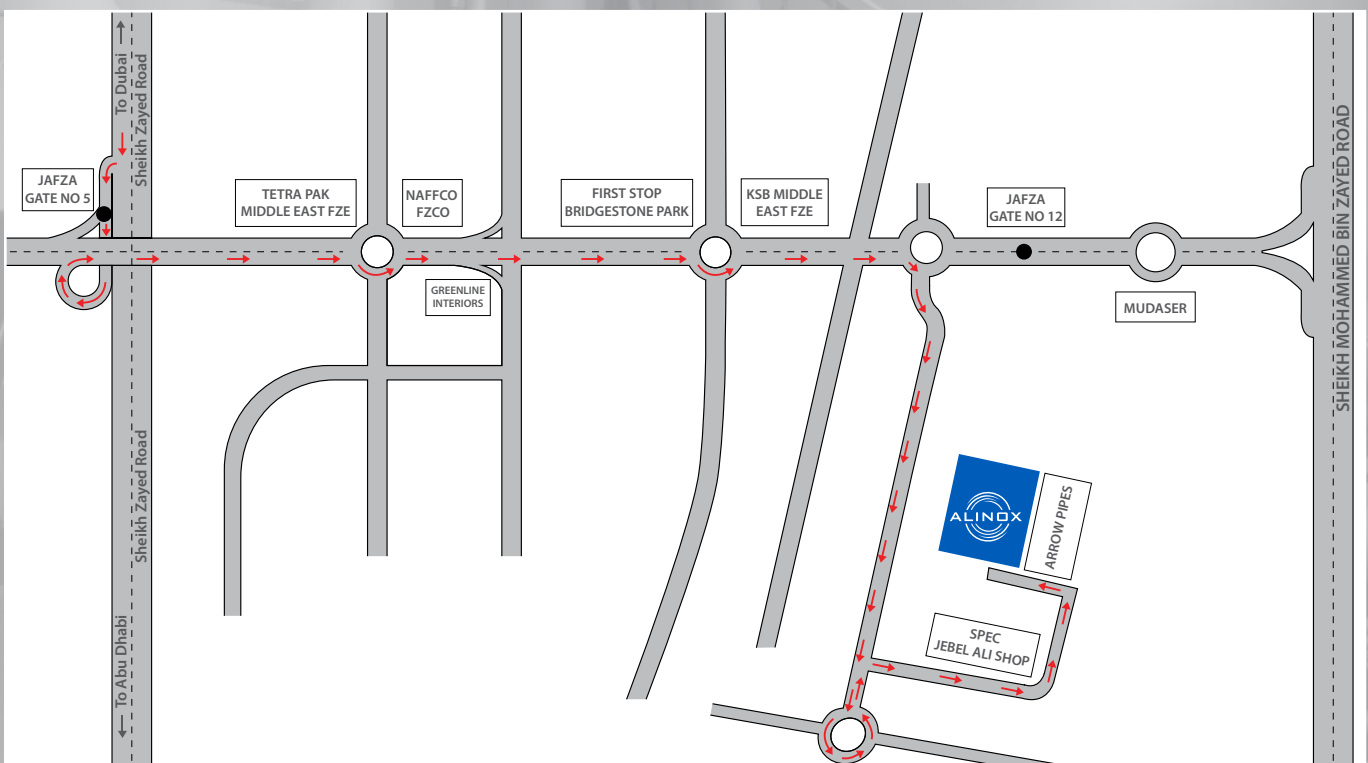 To Dubai
Sheikh Zayed Road
JAFZA
GATE NO 5
TETRA PAK
MIDDLE EAST FZE
NAFFCO
FZCO
FIRST STOP
BRIDGESTONE PARK
KSB MIDDLE
EAST FZE
JAFZA
GATE NO 12
SHEIKH MOHAMMED BIN ZAYED ROAD
GREENLINE
INTERIORS
MUDASER
Sheikh Zayed Road
ALINOX
ARROW PIPES
SPEC
JEBEL ALI SHOP
To Abu Dhabi